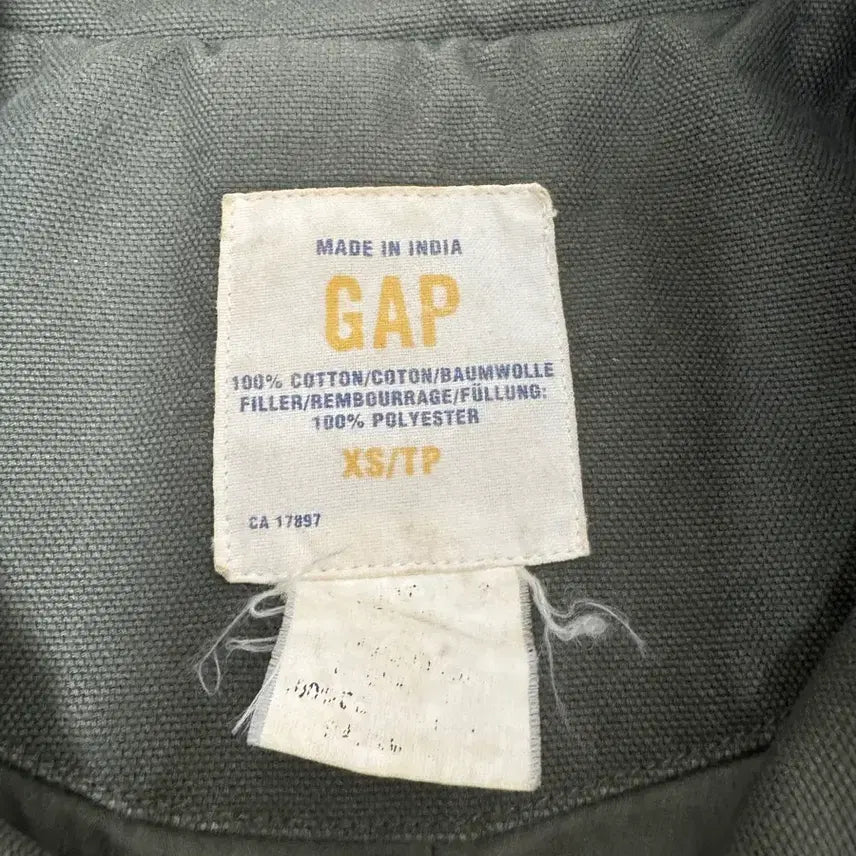 MADE IN INDIA
GAP
100% COTTON/COTON/BAUMWOLLE
FILLER/REMBOURRAGE/FÜLLUNG:
100% POLYESTER
XS/TP
CA 17897